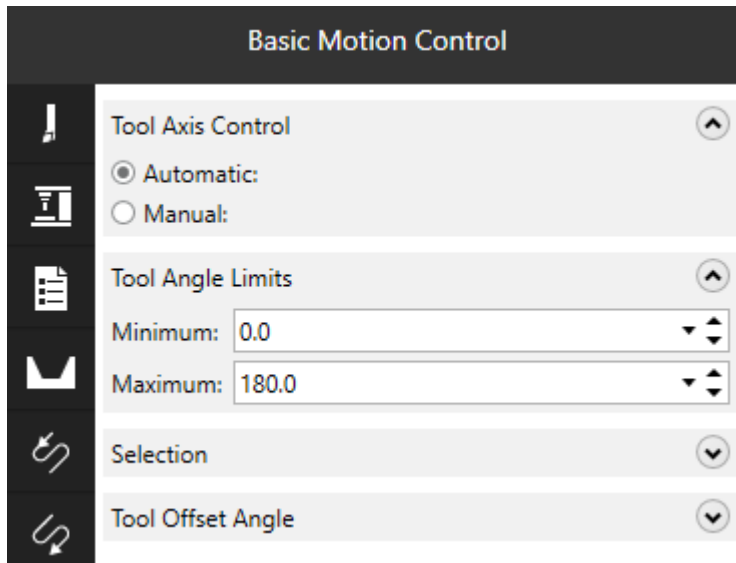 Basic Motion Control
Tool Axis Control
Automatic:
Manual:
Tool Angle Limits
Minimum: 0.0
Maximum: 180.0
Selection
Tool Offset Angle